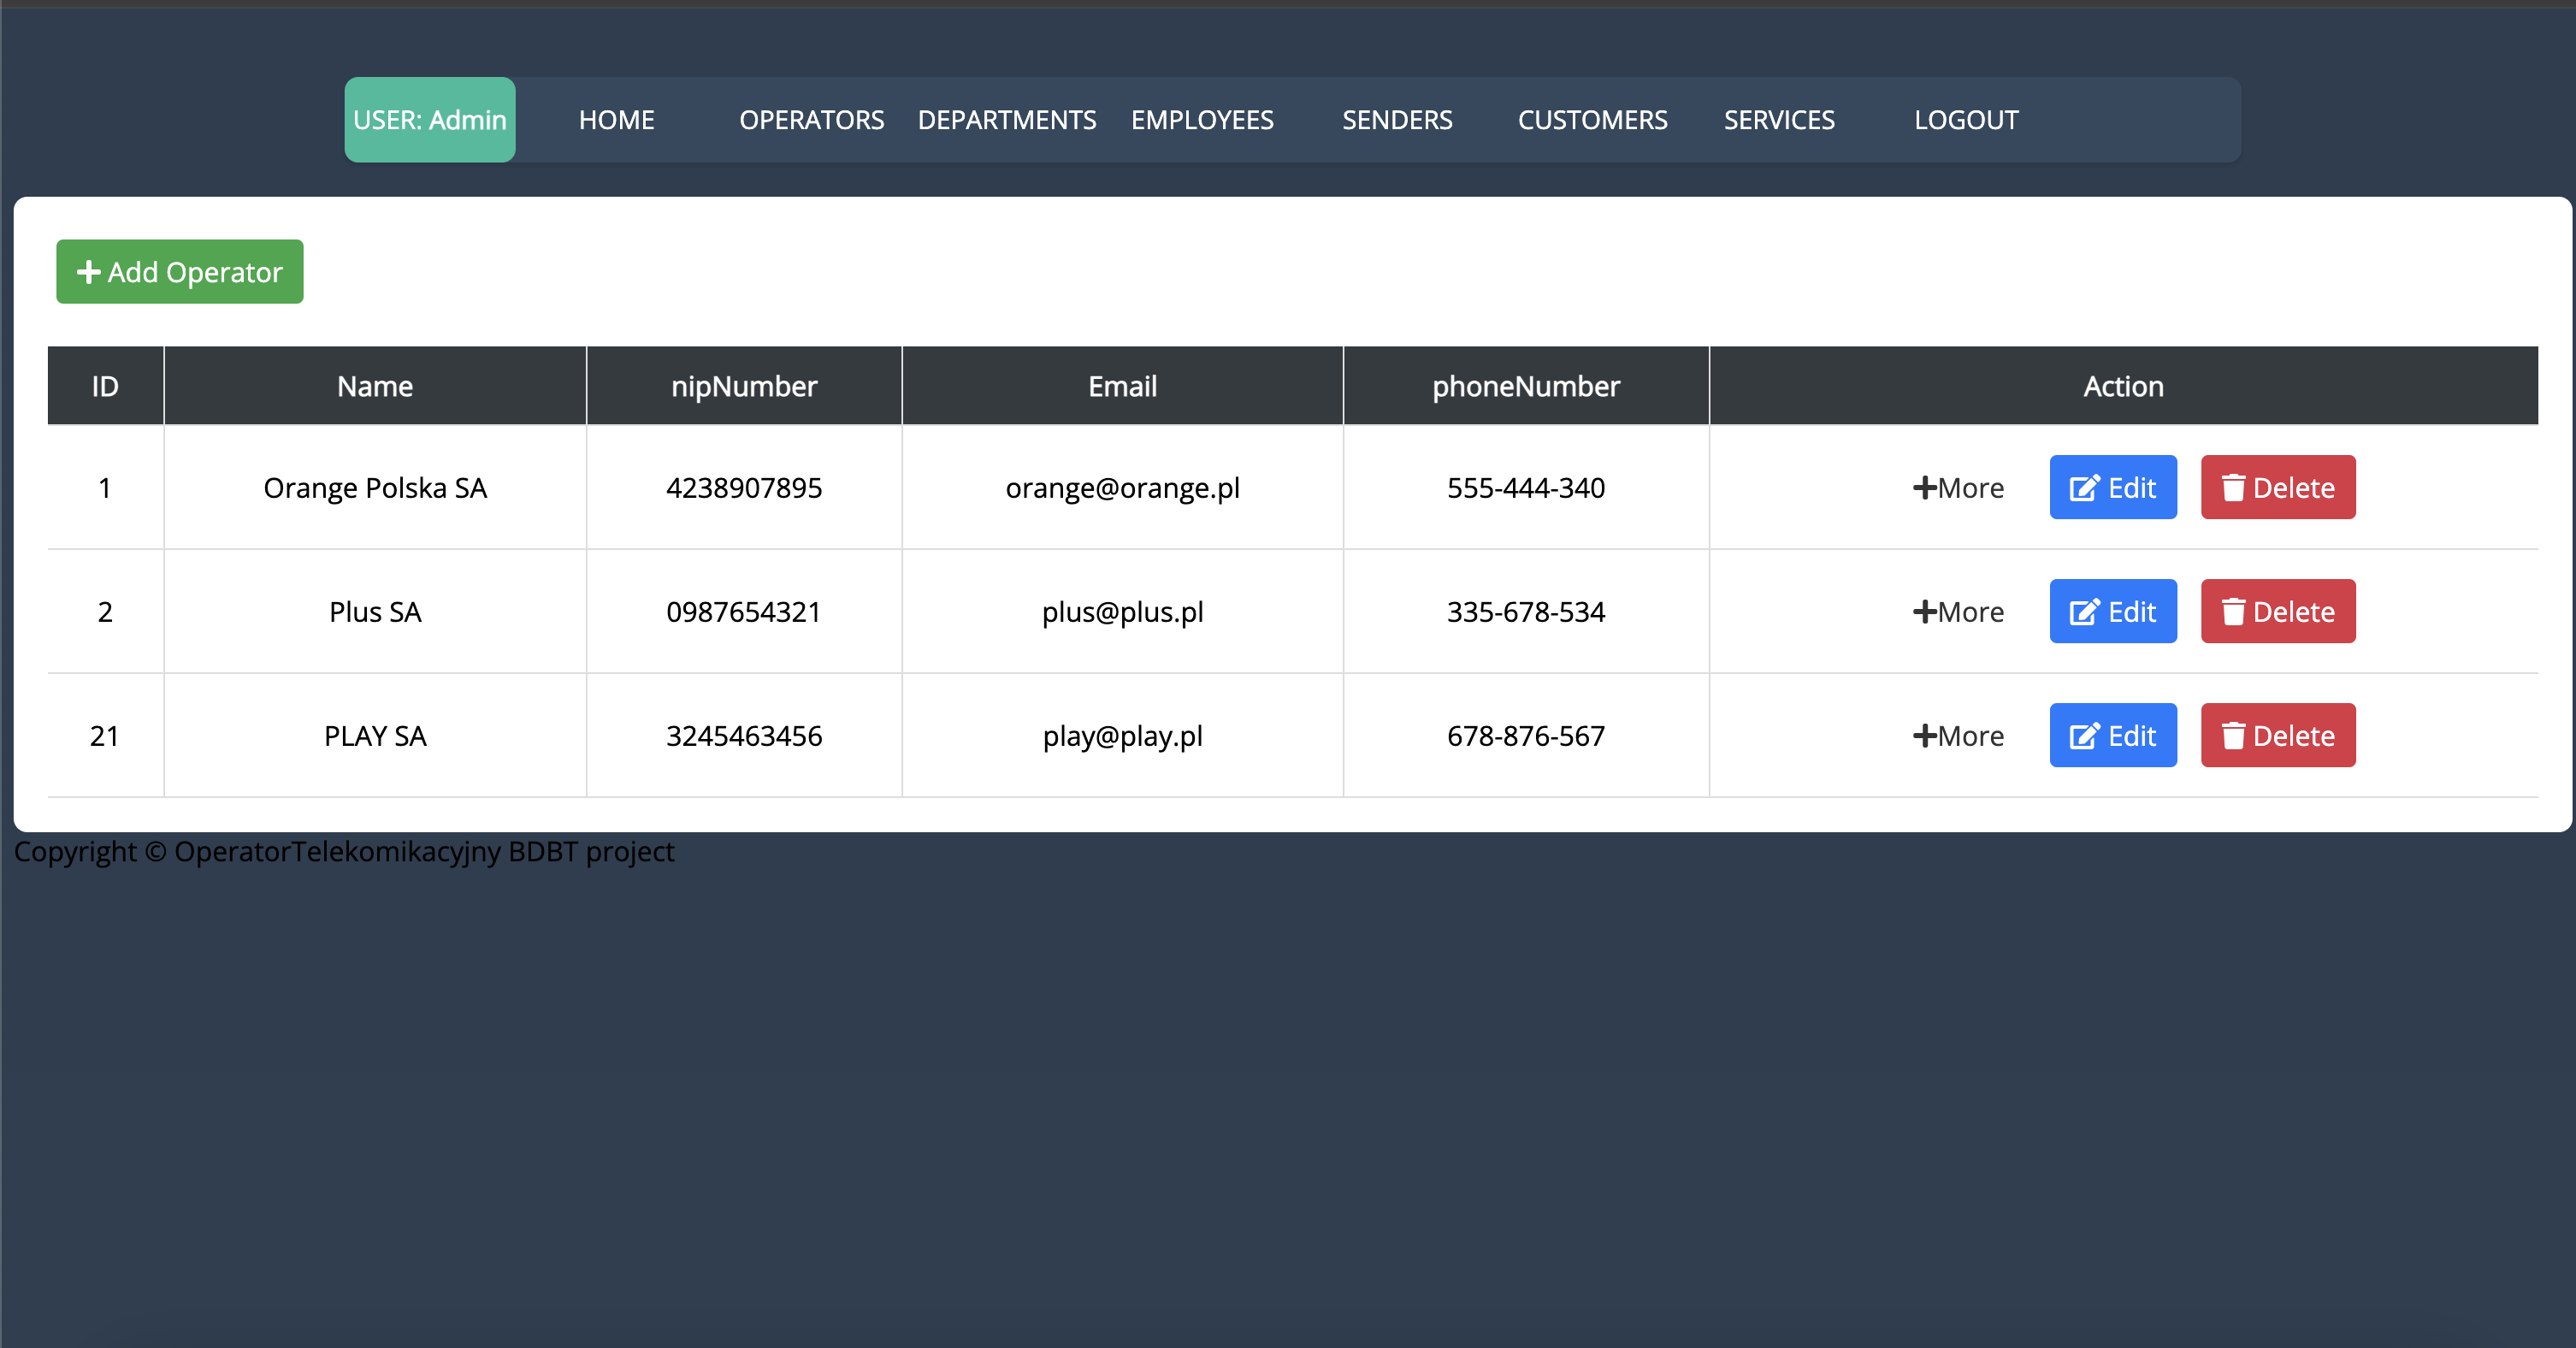 USER: Admin HOME OPERATORS DEPARTMENTS EMPLOYEES SENDERS CUSTOMERS SERVICES LOGOUT
Add Operator
ID Name nipNumber Email phoneNumber Action
1 Orange Polska SA 4238907895 orange@orange.pl 555-444-340 +More Edit Delete
2 Plus SA 0987654321 plus@plus.pl 335-678-534 +More Edit Delete
21 PLAY SA 3245463456 play@play.pl 678-876-567 +More Edit Delete
Copyright © OperatorTelekomikacyjny BDBT project